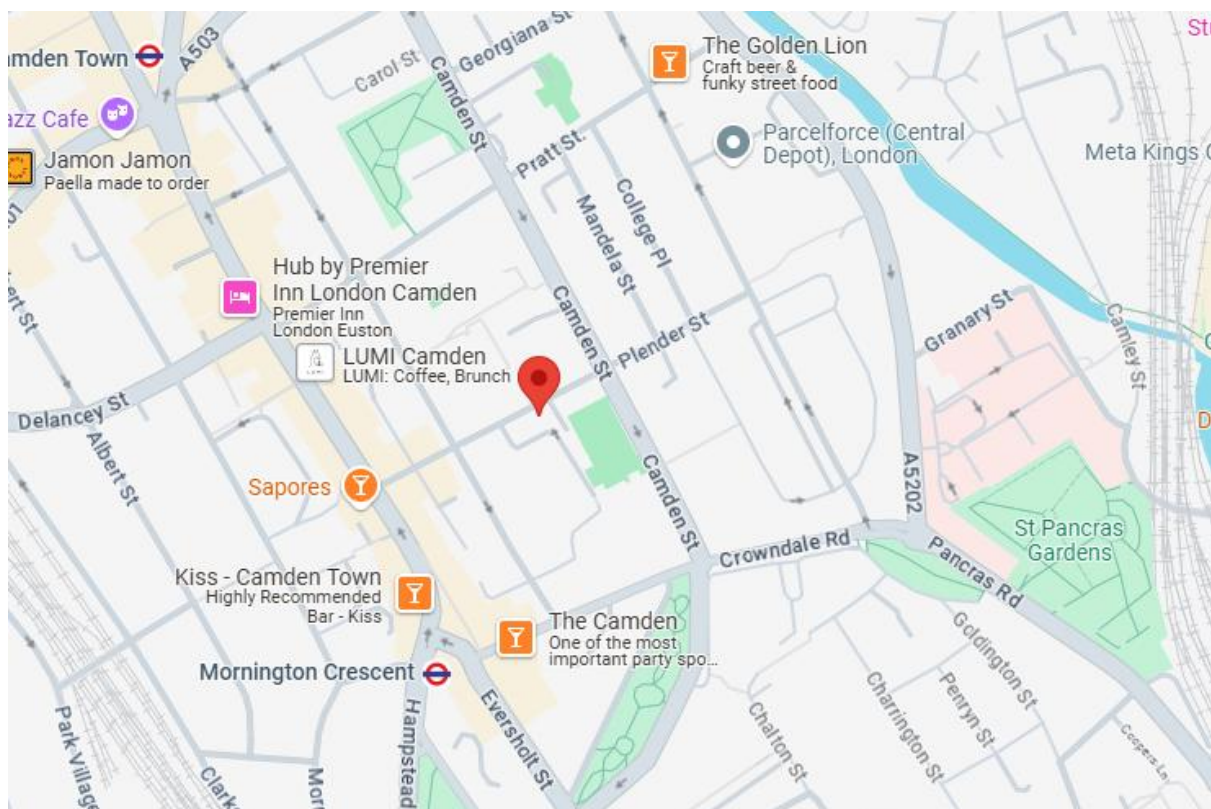 Camden Town
A503
Carol St
Georgiana St
Camden St
The Golden Lion
Craft beer &
funky street food
Jazz Cafe
Jamon Jamon
Paella made to order
Pratt St.
Parcelforce (Central
Depot), London
Mandela St
College Pl
Hub by Premier
Inn London Camden
Premier Inn
London Euston
LUMI Camden
LUMI: Coffee, Brunch
Camden St
Plender St
Granary St
Camley St
Delancey St
Albert St
Sapores
Camden St
A5202
Crowndale Rd
St Pancras
Gardens
Pancras Rd
Kiss - Camden Town
Highly Recommended
Bar - Kiss
The Camden
One of the most
important party spo...
Mornington Crescent
Eversholt St
Hampstead
Goldington St
Penryn St
Charrington St
Chalton St
Coopers Ln
Park Village
Meta Kings